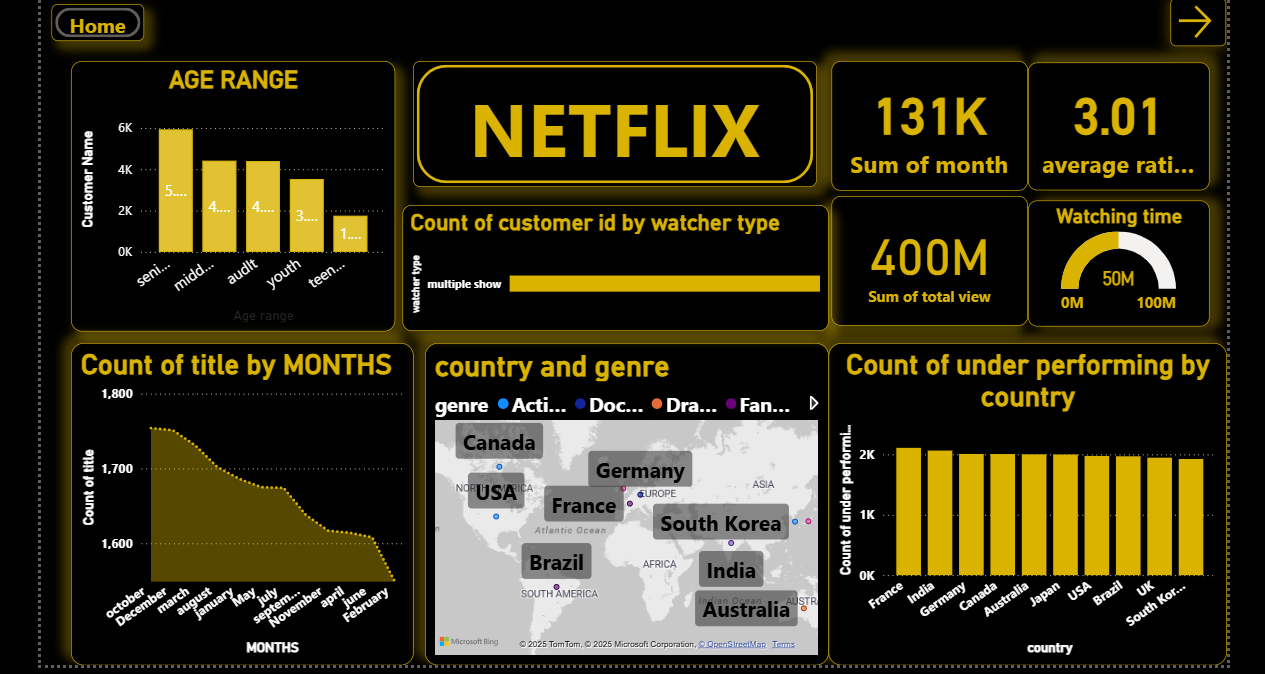 Home
AGE RANGE
Customer Name
6K
4K
2K
0K
5....
4....
4....
3....
1....
seni...
midd...
audlt
youth
teen...
Age range
NETFLIX
131K
Sum of month
3.01
average rati...
Count of customer id by watcher type
watcher type
multiple show
400M
Sum of total view
Watching time
50M
0M
100M
Count of title by MONTHS
Count of title
1,800
1,700
1,600
october
December
march
august
january
May
july
septem...
November
april
june
February
MONTHS
country and genre
genre Acti... Doc... Dra... Fan...
Canada
Germany
NORTH AMERICA
USA
EUROPE
ASIA
France
South Korea
Atlantic Ocean
Brazil
AFRICA
India
SOUTH AMERICA
Indian Ocean
Australia
AUSTR
Microsoft Bing
© 2025 TomTom, © 2025 Microsoft Corporation, © OpenStreetMap Terms
Count of under performing by
country
Count of under performi...
2K
1K
0K
France
India
Germany
Canada
Australia
Japan
USA
Brazil
UK
South Kor...
country